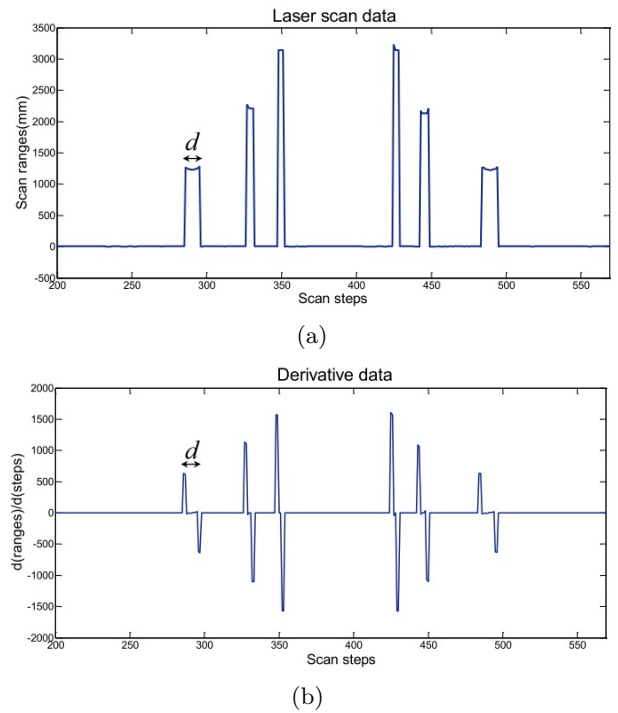 Laser scan data
Scan ranges(mm)
3500
3000
2500
2000
1500
1000
500
0
-500
d
200 250 300 350 400 450 500 550
Scan steps
(a)
Derivative data
d(ranges)/d(steps)
2000
1500
1000
500
0
-500
-1000
-1500
-2000
d
200 250 300 350 400 450 500 550
Scan steps
(b)